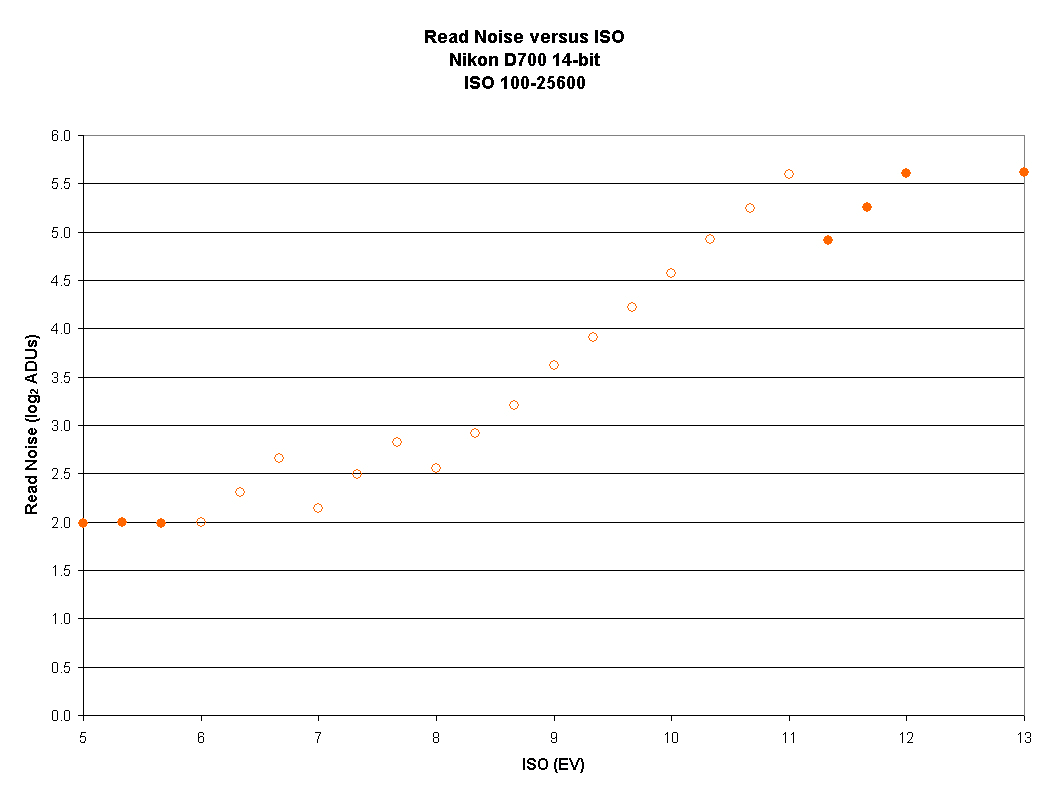 Read Noise versus ISO
Nikon D700 14-bit
ISO 100-25600
6.0
5.5
5.0
4.5
4.0
3.5
3.0
2.5
2.0
1.5
1.0
0.5
0.0
Read Noise (log₂ ADUs)
5 6 7 8 9 10 11 12 13
ISO (EV)